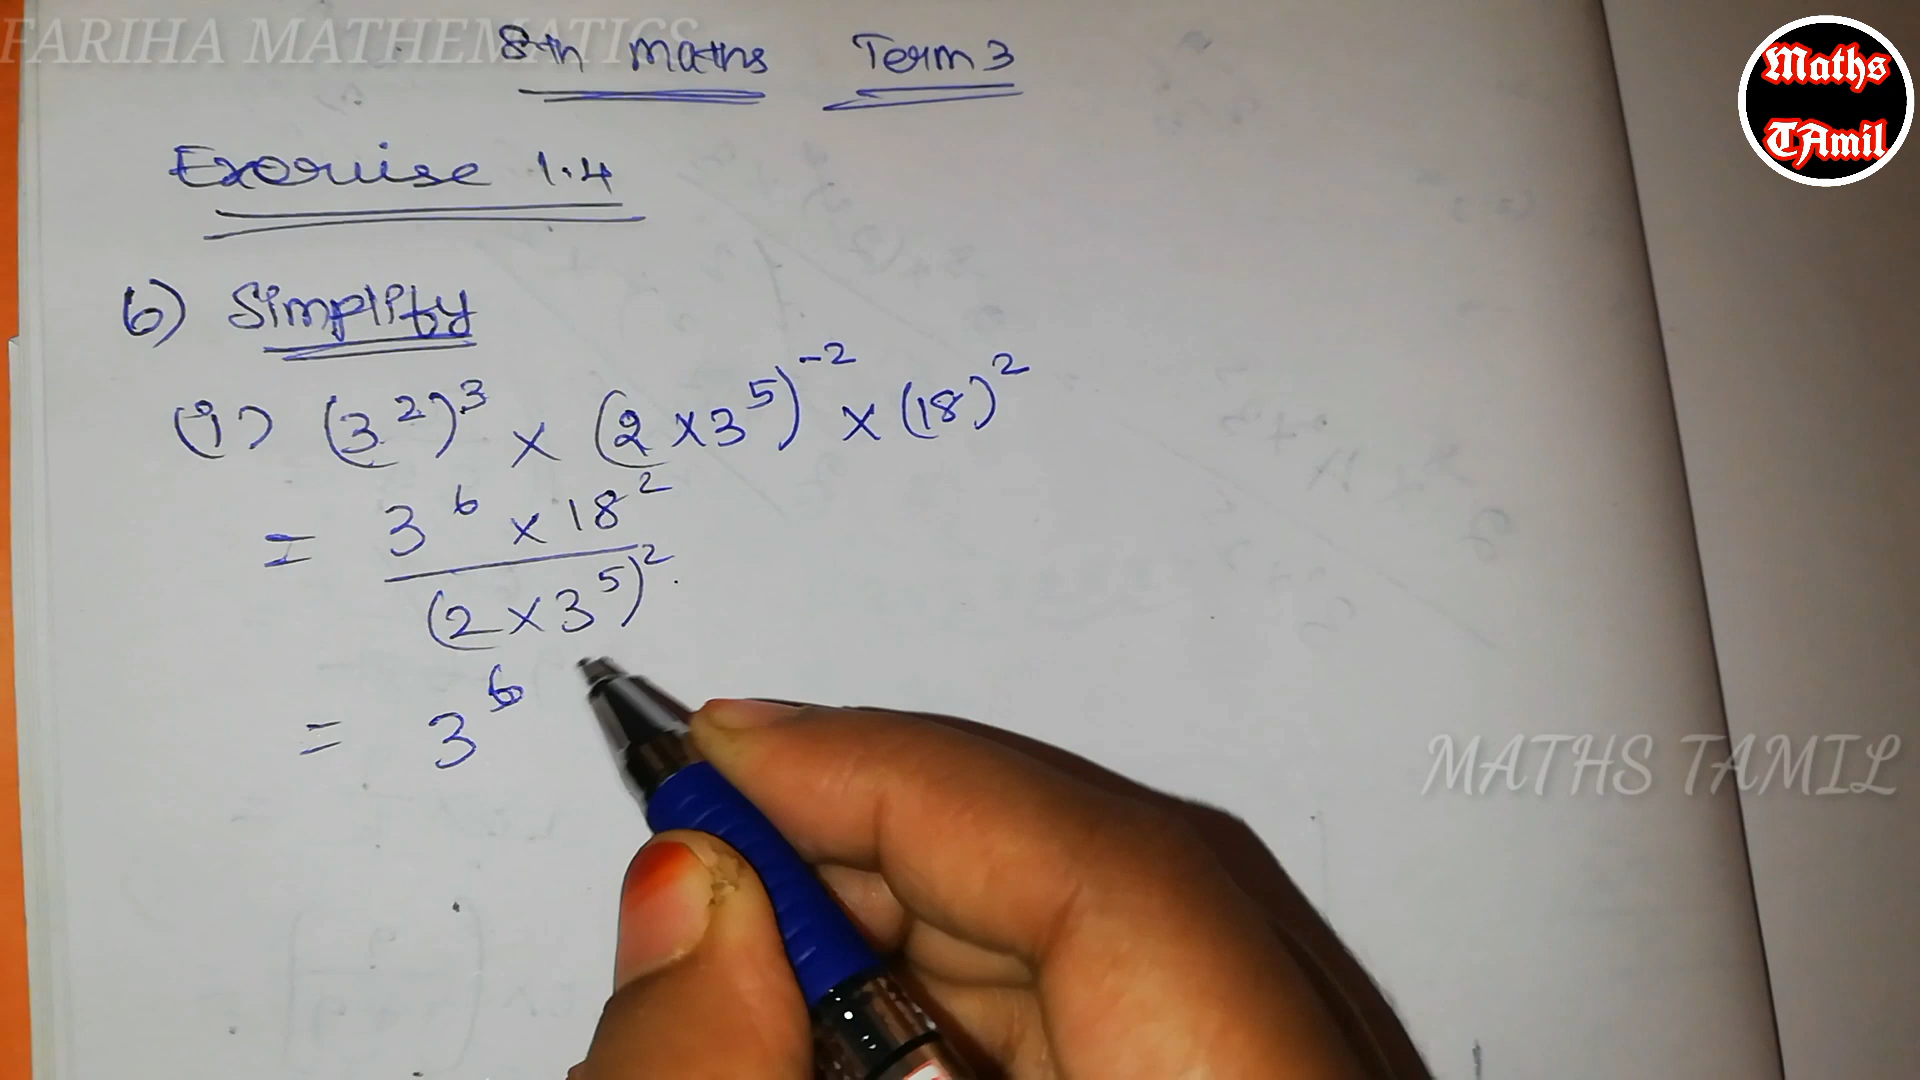 FARIHA MATHEMATICS
8th maths Term 3
Maths
TAmil
Exercise 1.4
6) Simplify
(i) (3²)³ × (2 × 3⁵)⁻² × (18)²
= 3⁶ × 18²
(2 × 3⁵)²
= 3⁶
MATHS TAMIL